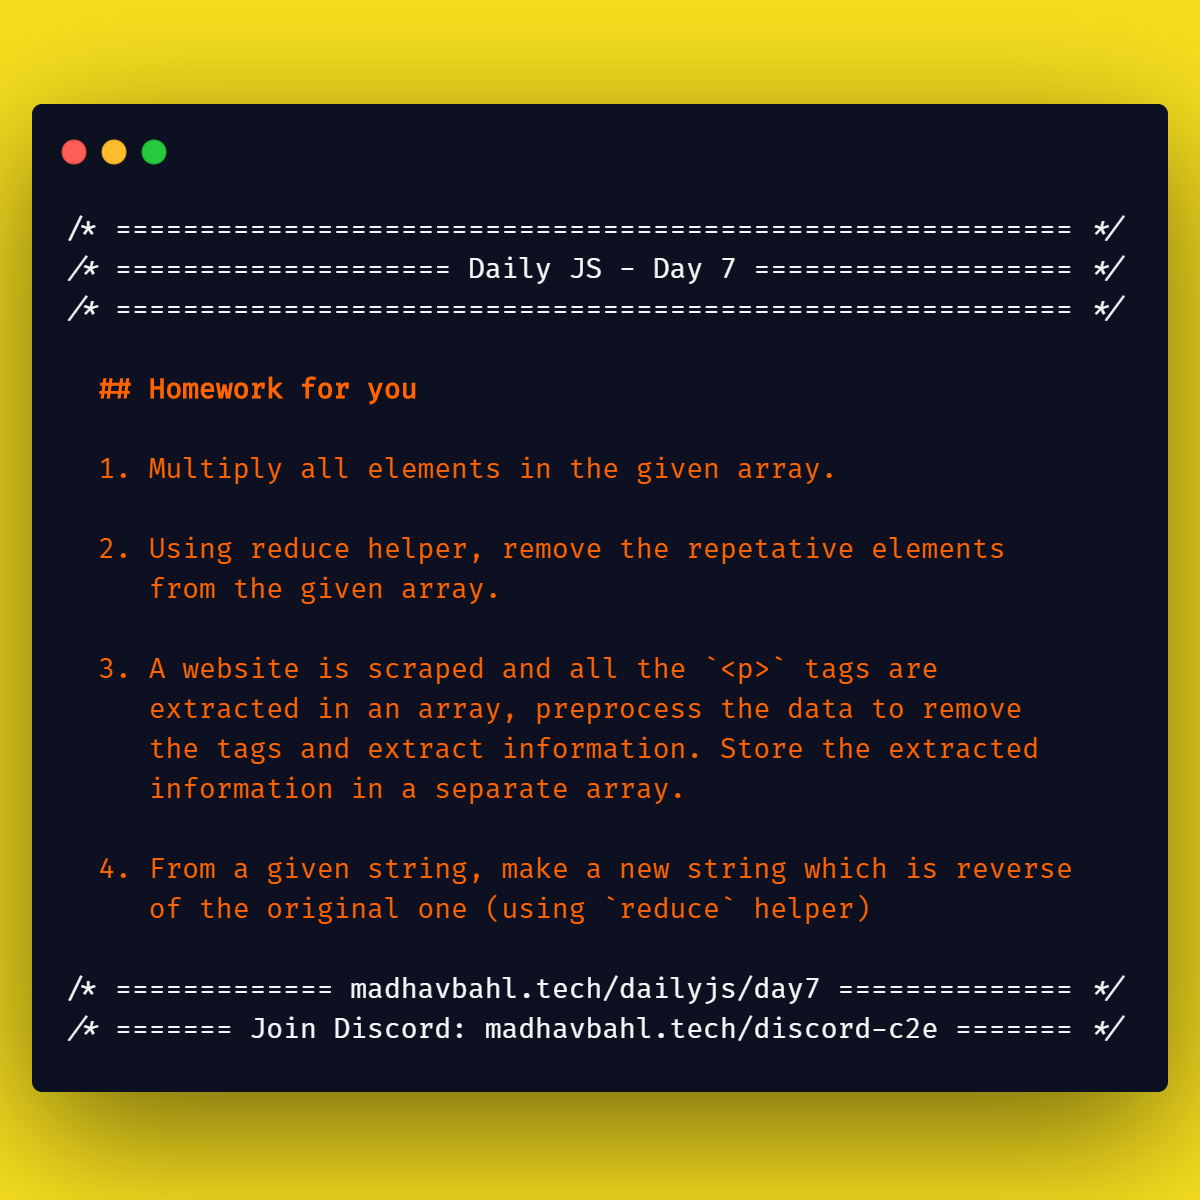 /* ========================================================= */
/* ==================== Daily JS - Day 7 =================== */
/* ========================================================= */
## Homework for you
1. Multiply all elements in the given array.
2. Using reduce helper, remove the repetative elements
from the given array.
3. A website is scraped and all the `<p>` tags are
extracted in an array, preprocess the data to remove
the tags and extract information. Store the extracted
information in a separate array.
4. From a given string, make a new string which is reverse
of the original one (using `reduce` helper)
/* ============= madhavbahl.tech/dailyjs/day7 ============== */
/* ======= Join Discord: madhavbahl.tech/discord-c2e ======= */